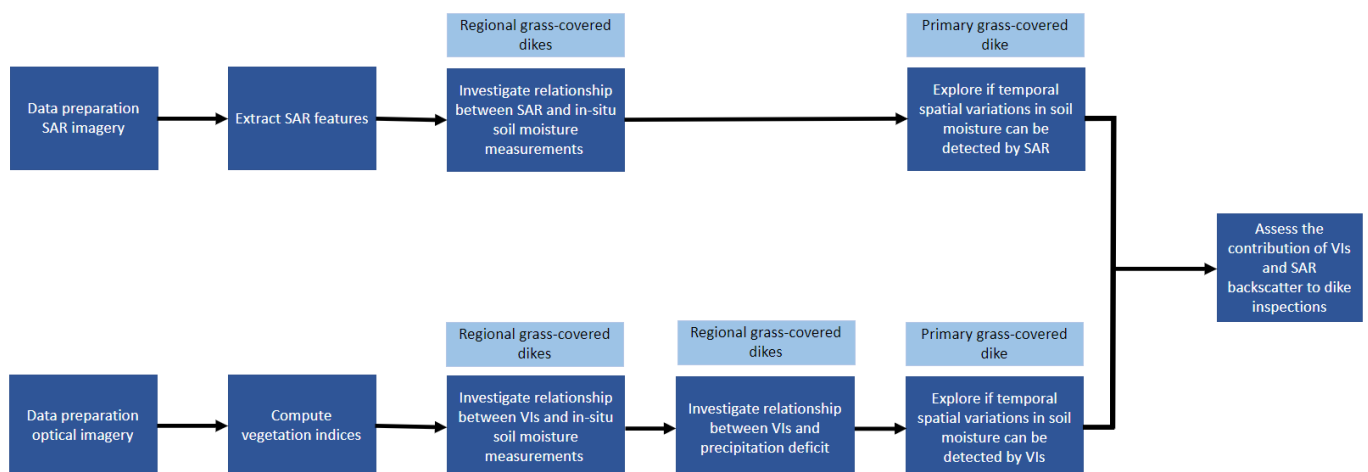 Regional grass-covered
dikes
Primary grass-covered
dike
Data preparation
SAR imagery
Extract SAR features
Investigate relationship
between SAR and in-situ
soil moisture
measurements
Explore if temporal
spatial variations in soil
moisture can be
detected by SAR
Assess the
contribution of VIs
and SAR
backscatter to dike
inspections
Regional grass-covered
dikes
Regional grass-covered
dikes
Primary grass-covered
dike
Data preparation
optical imagery
Compute
vegetation indices
Investigate relationship
between VIs and in-situ
soil moisture
measurements
Investigate relationship
between VIs and
precipitation deficit
Explore if temporal
spatial variations in soil
moisture can be
detected by VIs